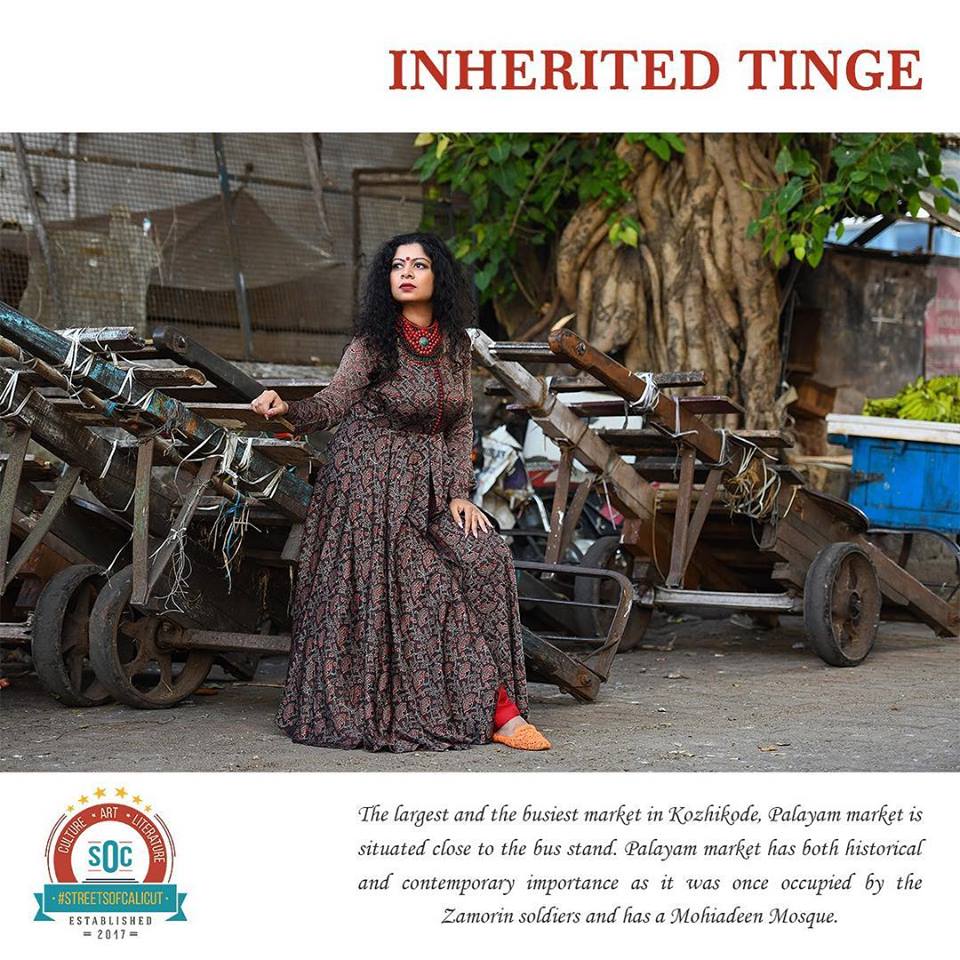 INHERITED TINGE
The largest and the busiest market in Kozhikode, Palayam market is
situated close to the bus stand. Palayam market has both historical
and contemporary importance as it was once occupied by the
Zamorin soldiers and has a Mohiadeen Mosque.
CULTURE • ART • LITERATURE
SOC
• #STREETSOFCALICUT •
ESTABLISHED
= 2017 =